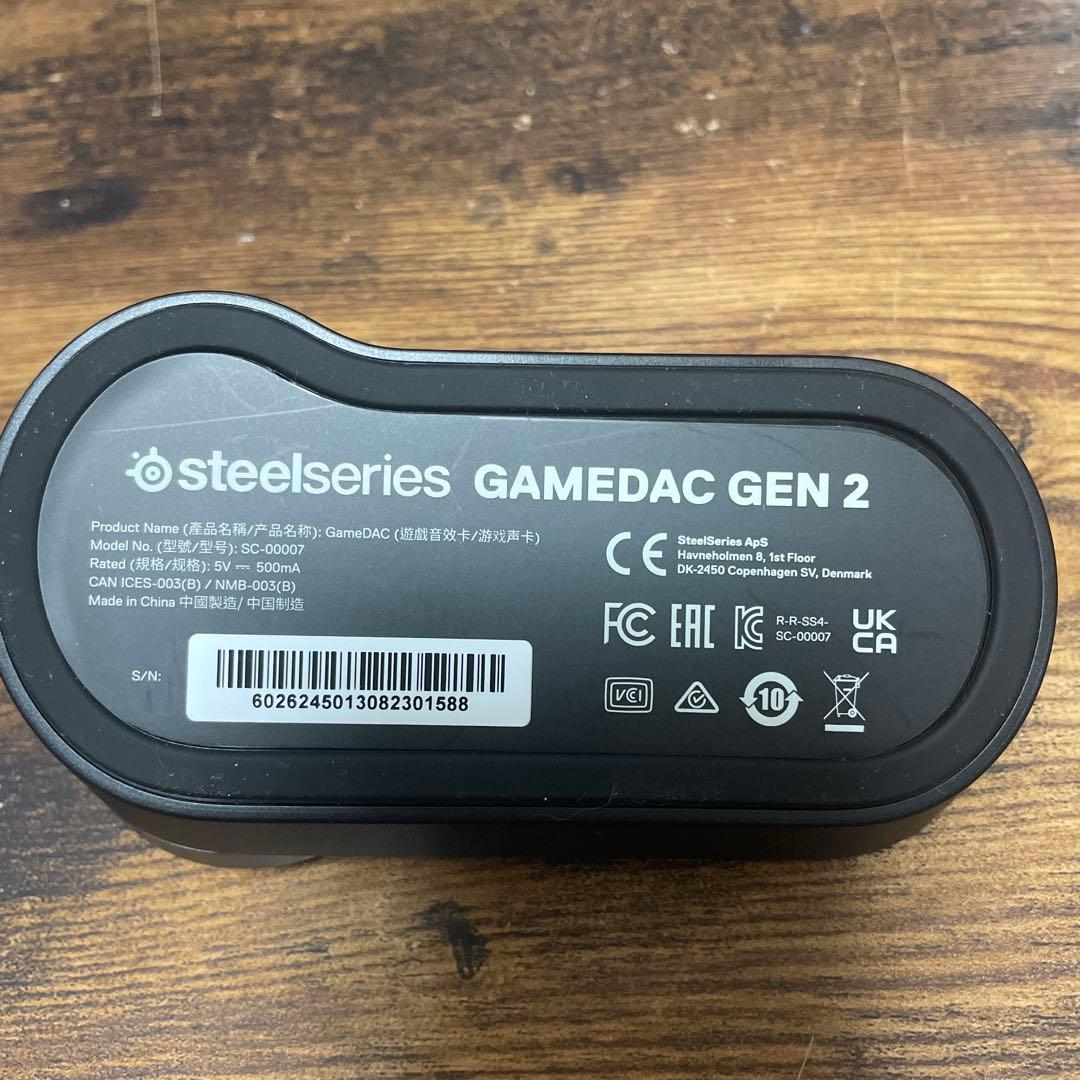 steelseries GAMEDAC GEN 2
Product Name (產品名稱/产品名称): GameDAC (遊戲音效卡/游戏声卡)
Model No. (型號/型号): SC-00007
Rated (規格/规格): 5V ⎓ 500mA
CAN ICES-003(B) / NMB-003(B)
Made in China 中國製造/ 中国制造
S/N:
6026245013082301588
CE
SteelSeries ApS
Havneholmen 8, 1st Floor
DK-2450 Copenhagen SV, Denmark
FC EAC KC R-R-SS4-
SC-00007
UK
CA
VCI 10